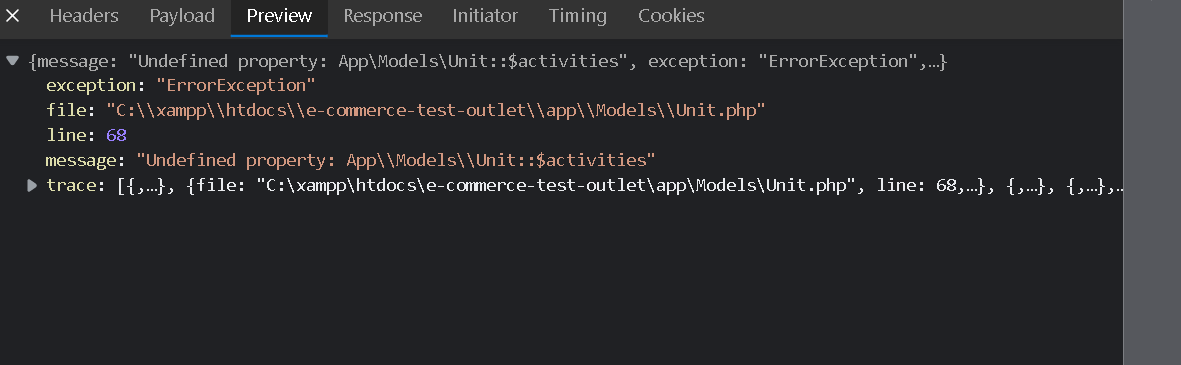 Headers Payload Preview Response Initiator Timing Cookies
{message: "Undefined property: App\Models\Unit::$activities", exception: "ErrorException",…}
exception: "ErrorException"
file: "C:\\xampp\\htdocs\\e-commerce-test-outlet\\app\\Models\\Unit.php"
line: 68
message: "Undefined property: App\\Models\\Unit::$activities"
trace: [{,…}, {file: "C:\xampp\htdocs\e-commerce-test-outlet\app\Models\Unit.php", line: 68,…}, {,…}, {,…},…